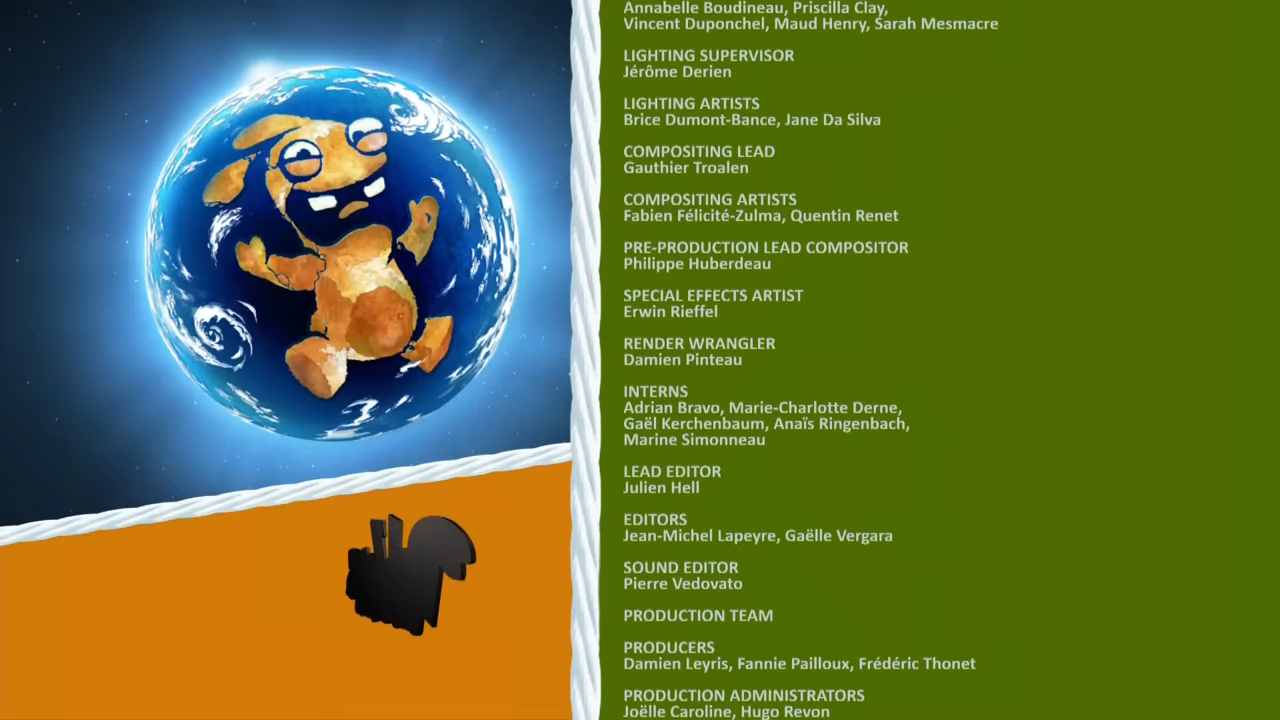 Annabelle Boudineau, Priscilla Clay,
Vincent Duponchel, Maud Henry, Sarah Mesmacre
LIGHTING SUPERVISOR
Jérôme Derien
LIGHTING ARTISTS
Brice Dumont-Bance, Jane Da Silva
COMPOSITING LEAD
Gauthier Troalen
COMPOSITING ARTISTS
Fabien Félicité-Zulma, Quentin Renet
PRE-PRODUCTION LEAD COMPOSITOR
Philippe Huberdeau
SPECIAL EFFECTS ARTIST
Erwin Rieffel
RENDER WRANGLER
Damien Pinteau
INTERNS
Adrian Bravo, Marie-Charlotte Derne,
Gaël Kerchenbaum, Anaïs Ringenbach,
Marine Simonneau
LEAD EDITOR
Julien Hell
EDITORS
Jean-Michel Lapeyre, Gaëlle Vergara
SOUND EDITOR
Pierre Vedovato
PRODUCTION TEAM
PRODUCERS
Damien Leyris, Fannie Pailloux, Frédéric Thonet
PRODUCTION ADMINISTRATORS
Joëlle Caroline, Hugo Revon